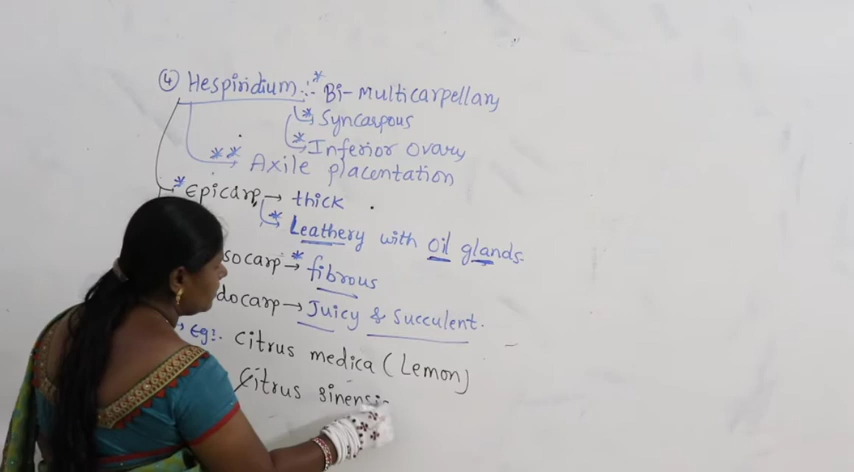 ④ Hespiridium :- * Bi-Multicarpellary
* Syncarpous
* Inferior Ovary
** Axile placentation
* Epicarp → thick
* Leathery with Oil glands.
socarp → * fibrous
docarp → Juicy & Succulent.
Eg:. Citrus medica (Lemon)
Citrus sinensis